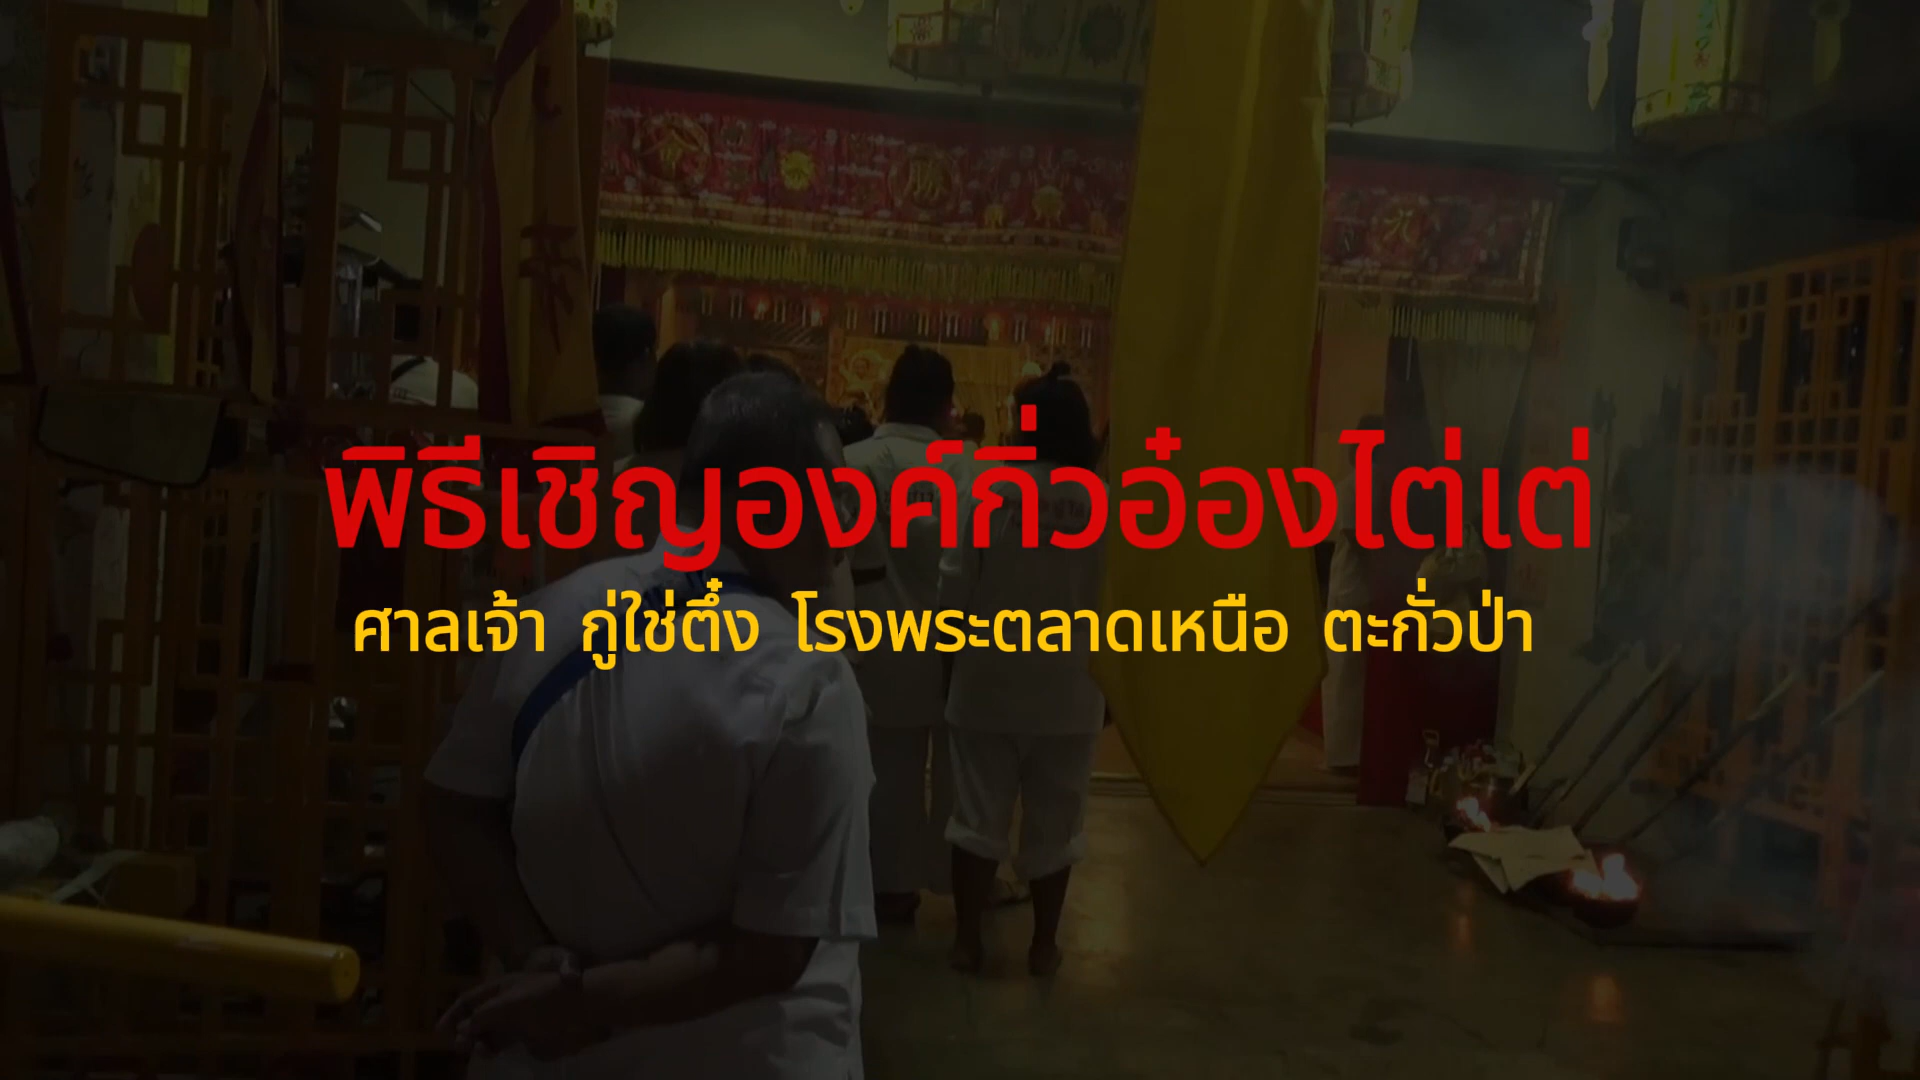 พิธีเชิญองค์กิ่วอ๋องไต่เต่
ศาลเจ้า กู่ใช่ตึ๋ง โรงพระตลาดเหนือ ตะกั่วป่า